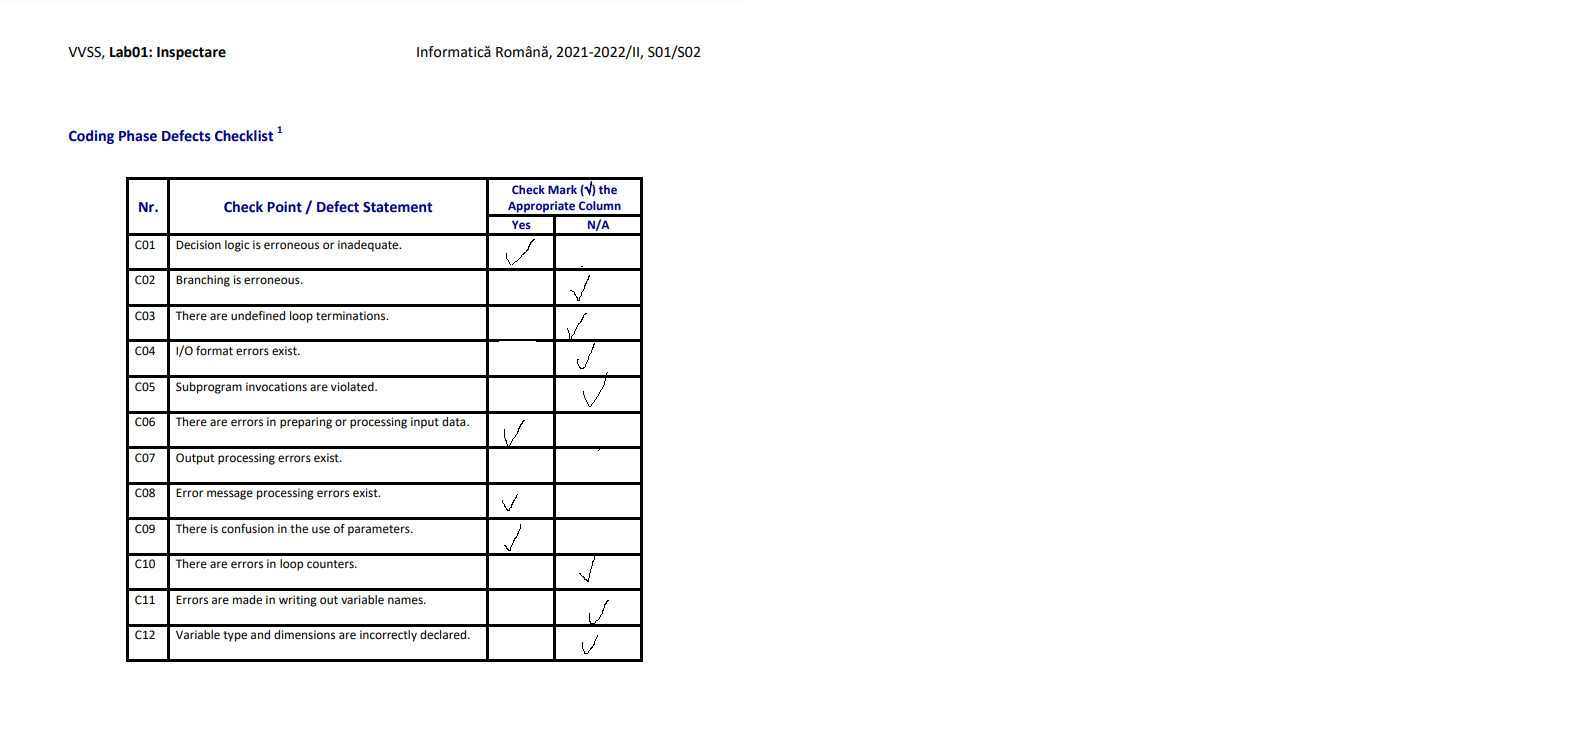 VVSS, Lab01: Inspectare Informatică Română, 2021-2022/II, S01/S02
Coding Phase Defects Checklist 1
Nr. Check Point / Defect Statement Check Mark (√) the Appropriate Column
Yes N/A
C01 Decision logic is erroneous or inadequate. √
C02 Branching is erroneous. √
C03 There are undefined loop terminations. √
C04 I/O format errors exist. √
C05 Subprogram invocations are violated. √
C06 There are errors in preparing or processing input data. √
C07 Output processing errors exist.
C08 Error message processing errors exist. √
C09 There is confusion in the use of parameters. √
C10 There are errors in loop counters. √
C11 Errors are made in writing out variable names. √
C12 Variable type and dimensions are incorrectly declared. √